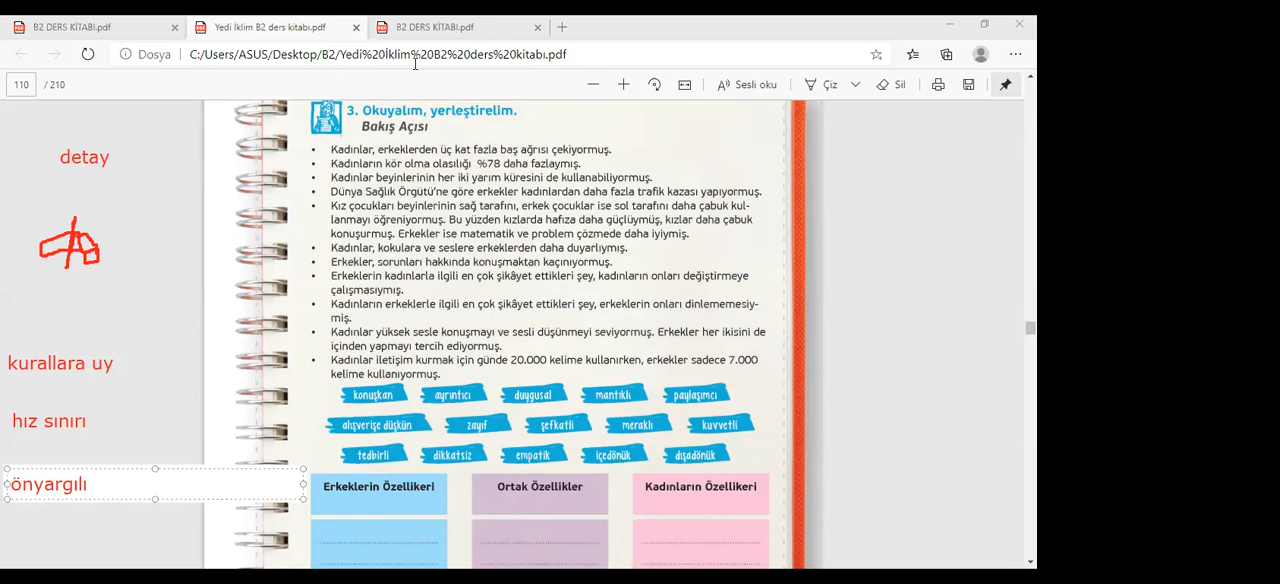 B2 DERS KİTABI.pdf
Yedi İklim B2 ders kitabı.pdf
B2 DERS KİTABI.pdf
Dosya
C:/Users/ASUS/Desktop/B2/Yedi%20İklim%20B2%20ders%20kitabı.pdf
110 / 210
Sesli oku
Çiz
Sil
3. Okuyalım, yerleştirelim.
Bakış Açısı
detay
• Kadınlar, erkeklerden üç kat fazla baş ağrısı çekiyormuş.
• Kadınların kör olma olasılığı %78 daha fazlaymış.
• Kadınlar beyinlerinin her iki yarım küresini de kullanabiliyormuş.
• Dünya Sağlık Örgütü'ne göre erkekler kadınlardan daha fazla trafik kazası yapıyormuş.
• Kız çocukları beyinlerinin sağ tarafını, erkek çocuklar ise sol tarafını daha çabuk kul-
lanmayı öğreniyormuş. Bu yüzden kızlarda hafıza daha güçlüymüş, kızlar daha çabuk
konuşurmuş. Erkekler ise matematik ve problem çözmede daha iyiymiş.
• Kadınlar, kokulara ve seslere erkeklerden daha duyarlıymış.
• Erkekler, sorunları hakkında konuşmaktan kaçınıyormuş.
• Erkeklerin kadınlarla ilgili en çok şikâyet ettikleri şey, kadınların onları değiştirmeye
çalışmasıymış.
• Kadınların erkeklerle ilgili en çok şikâyet ettikleri şey, erkeklerin onları dinlememesiy-
miş.
• Kadınlar yüksek sesle konuşmayı ve sesli düşünmeyi seviyormuş. Erkekler her ikisini de
içinden yapmayı tercih ediyormuş.
• Kadınlar iletişim kurmak için günde 20.000 kelime kullanırken, erkekler sadece 7.000
kelime kullanıyormuş.
kurallara uy
konuşkan ayrıntıcı duygusal mantıklı paylaşımcı
hız sınırı
alışverişe düşkün zayıf şefkatli meraklı kuvvetli
tedbirli dikkatsiz empatik içedönük dışadönük
önyargılı
Erkeklerin Özellikeri Ortak Özellikler Kadınların Özellikeri